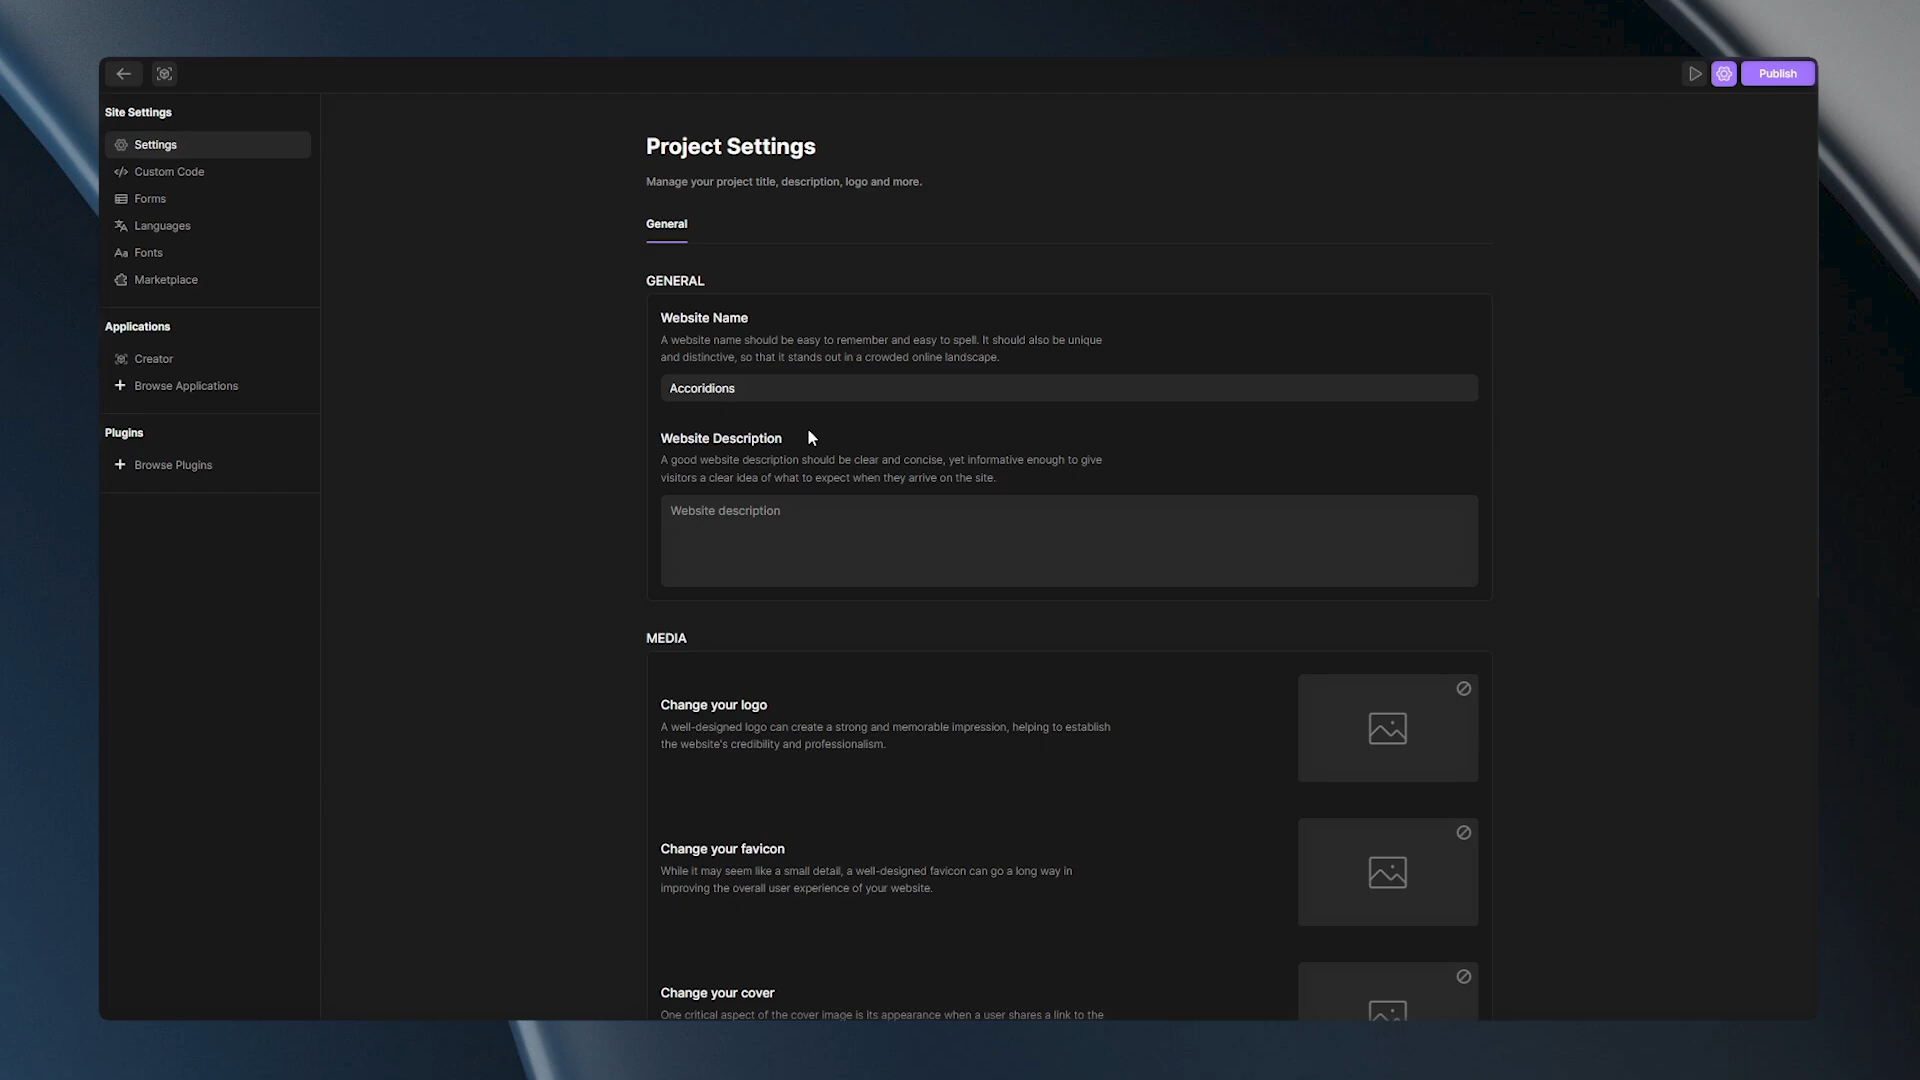 Publish
Site Settings
Settings
Custom Code
Forms
Languages
Aa Fonts
Marketplace
Applications
Creator
Browse Applications
Plugins
Browse Plugins
Project Settings
Manage your project title, description, logo and more.
General
GENERAL
Website Name
A website name should be easy to remember and easy to spell. It should also be unique
and distinctive, so that it stands out in a crowded online landscape.
Accoridions
Website Description
A good website description should be clear and concise, yet informative enough to give
visitors a clear idea of what to expect when they arrive on the site.
Website description
MEDIA
Change your logo
A well-designed logo can create a strong and memorable impression, helping to establish
the website's credibility and professionalism.
Change your favicon
While it may seem like a small detail, a well-designed favicon can go a long way in
improving the overall user experience of your website.
Change your cover
One critical aspect of the cover image is its appearance when a user shares a link to the